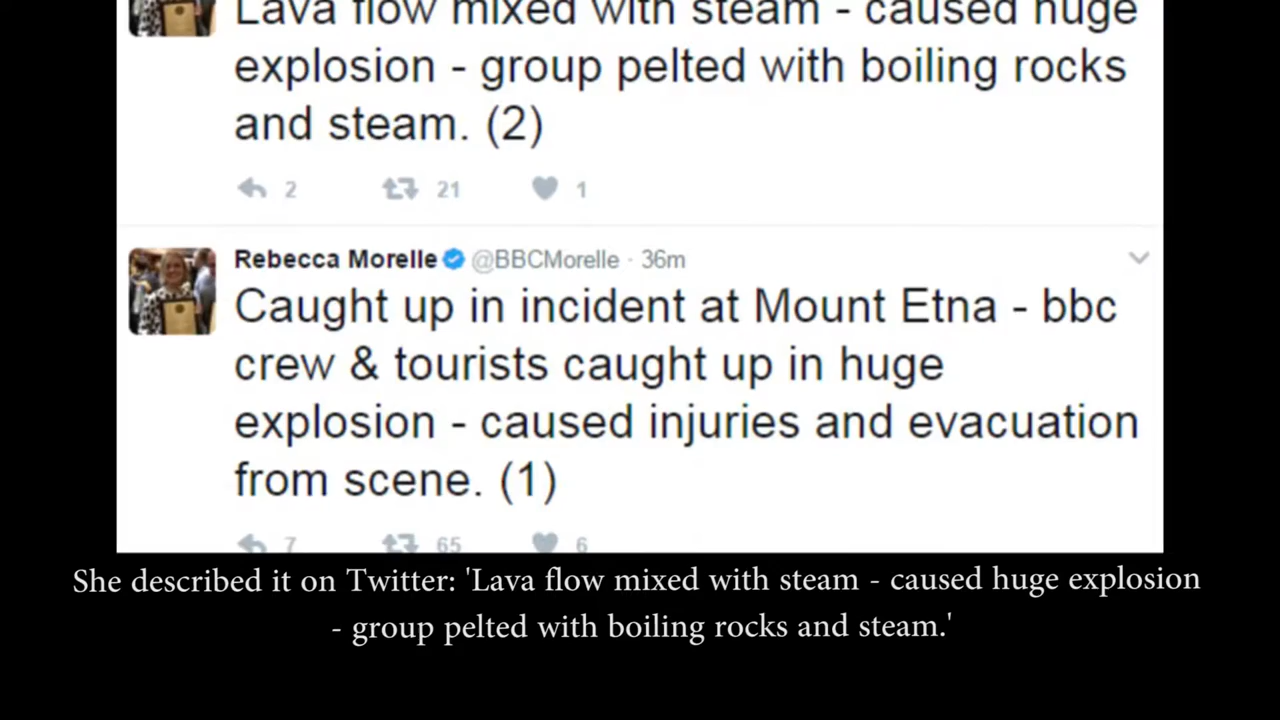 Lava flow mixed with steam - caused huge
explosion - group pelted with boiling rocks
and steam. (2)
2 21 1
Rebecca Morelle @BBCMorelle · 36m
Caught up in incident at Mount Etna - bbc
crew & tourists caught up in huge
explosion - caused injuries and evacuation
from scene. (1)
7 65 6
She described it on Twitter: 'Lava flow mixed with steam - caused huge explosion
- group pelted with boiling rocks and steam.'